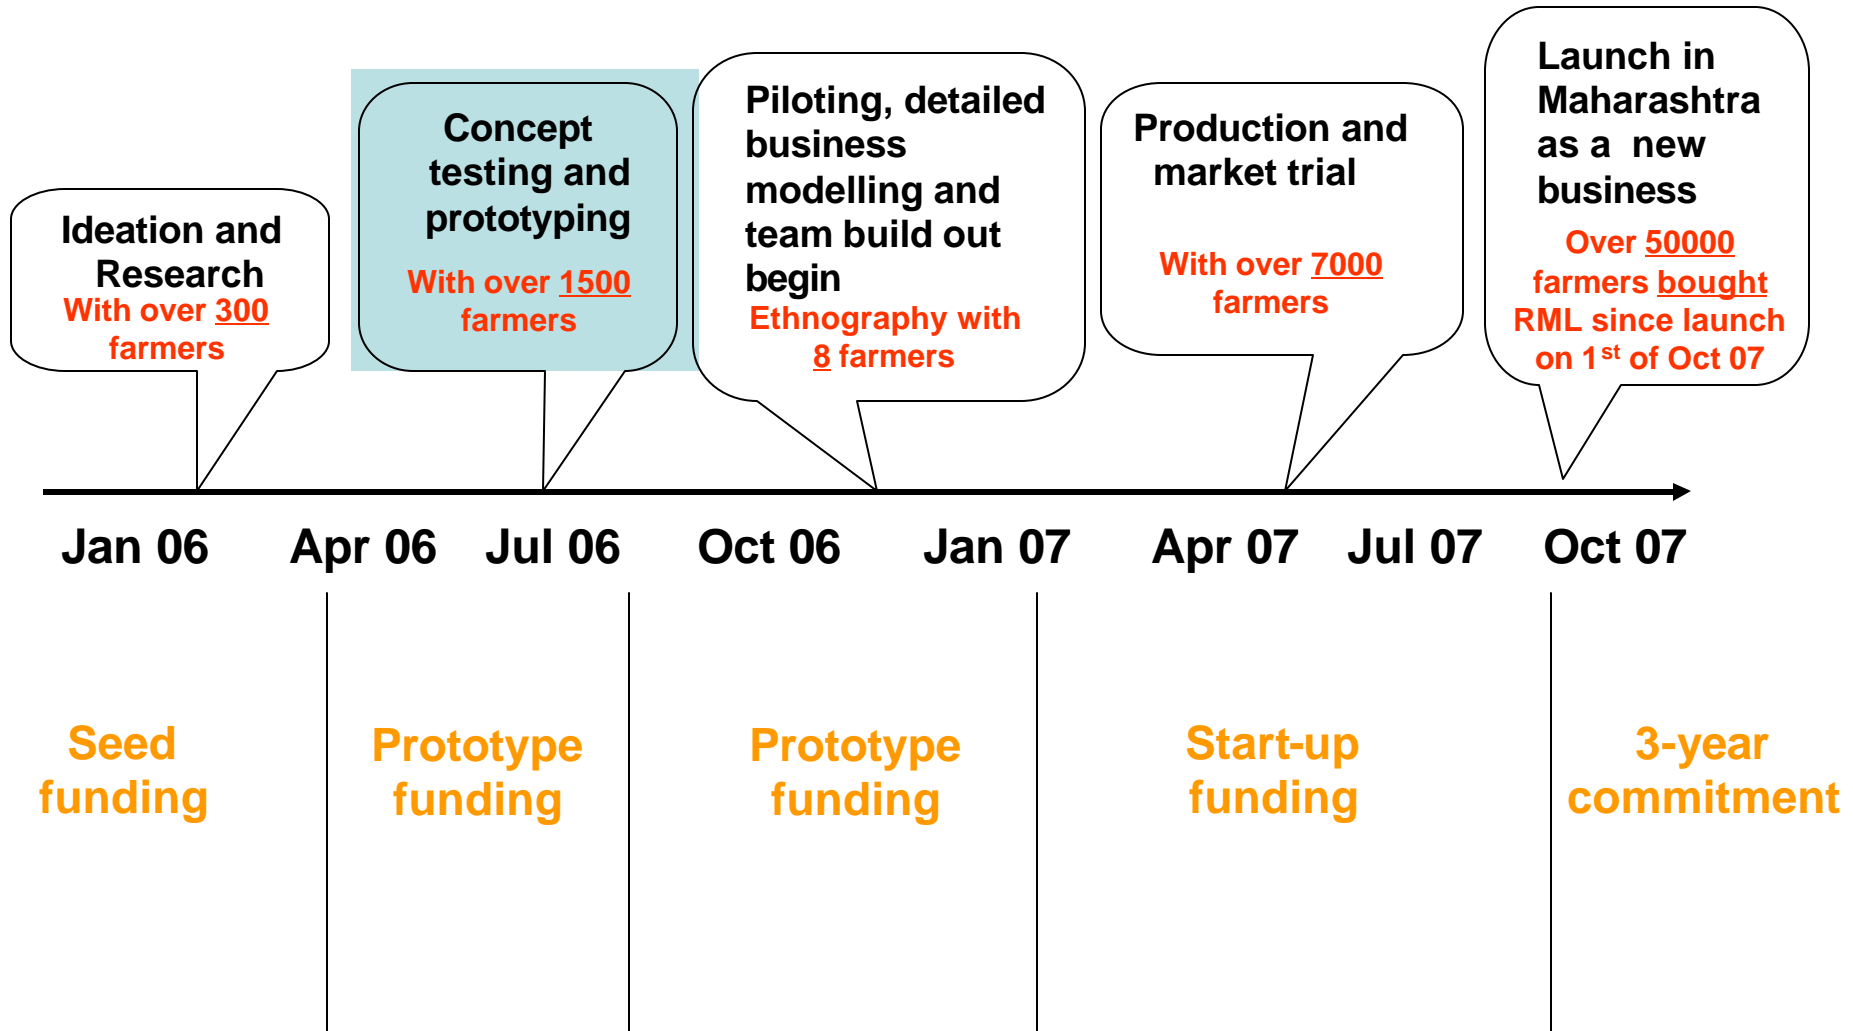 Ideation and
Research
With over 300
farmers
Concept
testing and
prototyping
With over 1500
farmers
Piloting, detailed
business
modelling and
team build out
begin
Ethnography with
8 farmers
Production and
market trial
With over 7000
farmers
Launch in
Maharashtra
as a new
business
Over 50000
farmers bought
RML since launch
on 1st of Oct 07
Jan 06 Apr 06 Jul 06 Oct 06 Jan 07 Apr 07 Jul 07 Oct 07
Seed
funding
Prototype
funding
Prototype
funding
Start-up
funding
3-year
commitment